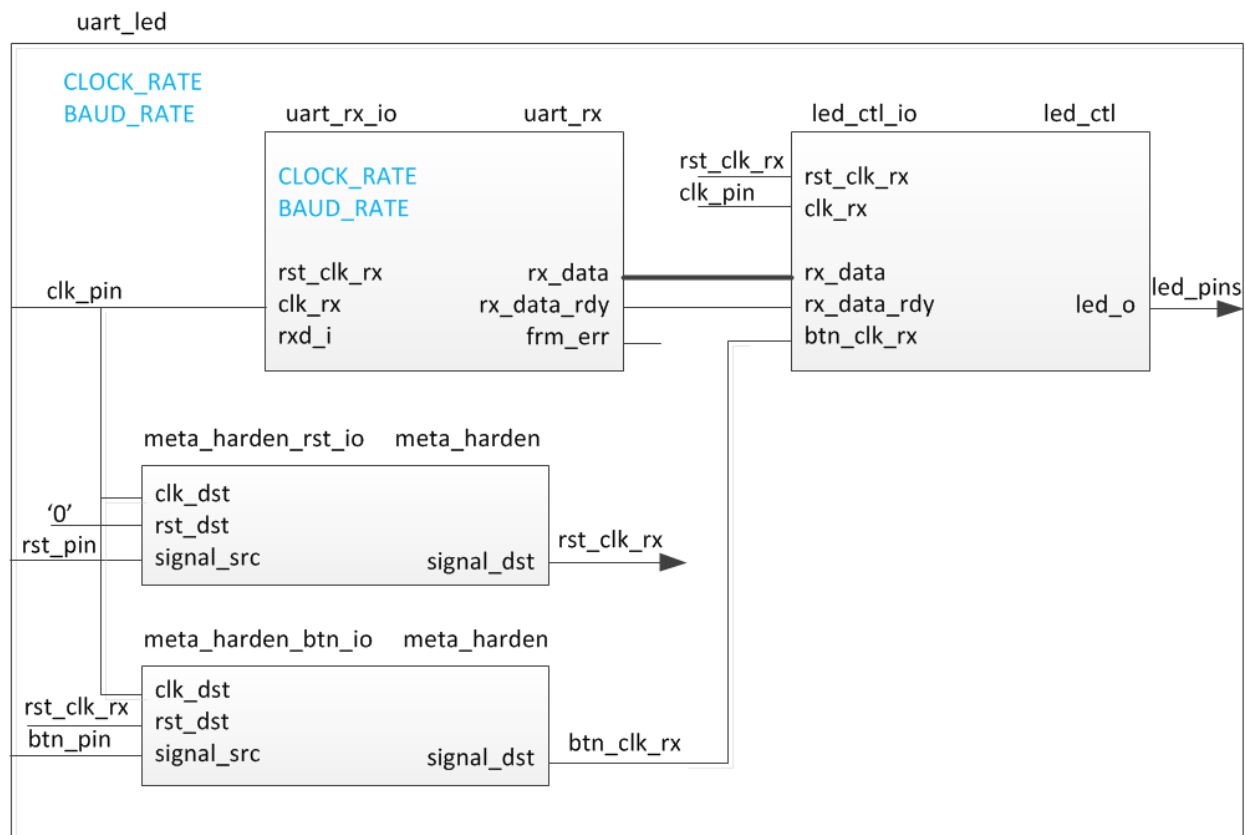 uart_led
CLOCK_RATE
BAUD_RATE
uart_rx_io uart_rx
CLOCK_RATE
BAUD_RATE
rst_clk_rx rx_data
clk_rx rx_data_rdy
rxd_i frm_err
clk_pin
led_ctl_io led_ctl
rst_clk_rx
clk_pin
rst_clk_rx
clk_rx
rx_data
rx_data_rdy led_o
btn_clk_rx
led_pins
meta_harden_rst_io meta_harden
clk_dst
‘0’ rst_dst
rst_pin signal_src signal_dst rst_clk_rx
meta_harden_btn_io meta_harden
clk_dst
rst_clk_rx rst_dst
btn_pin signal_src signal_dst btn_clk_rx